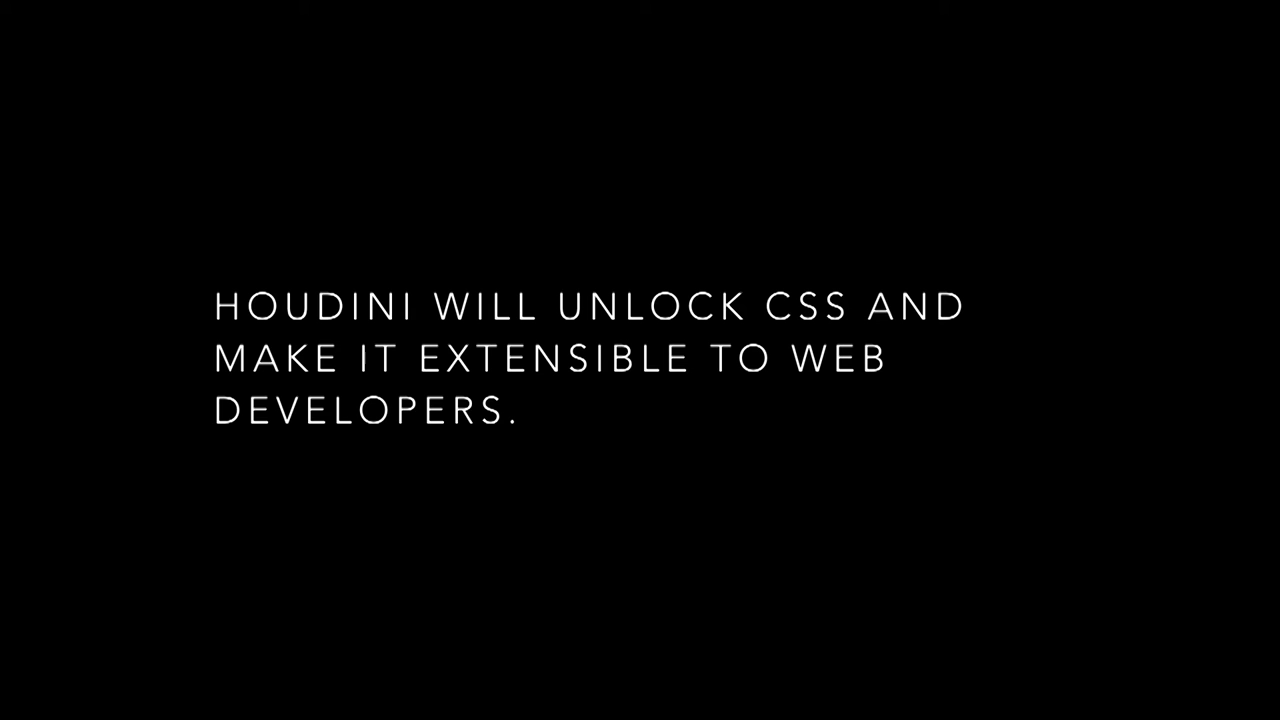 HOUDINI WILL UNLOCK CSS AND
MAKE IT EXTENSIBLE TO WEB
DEVELOPERS.